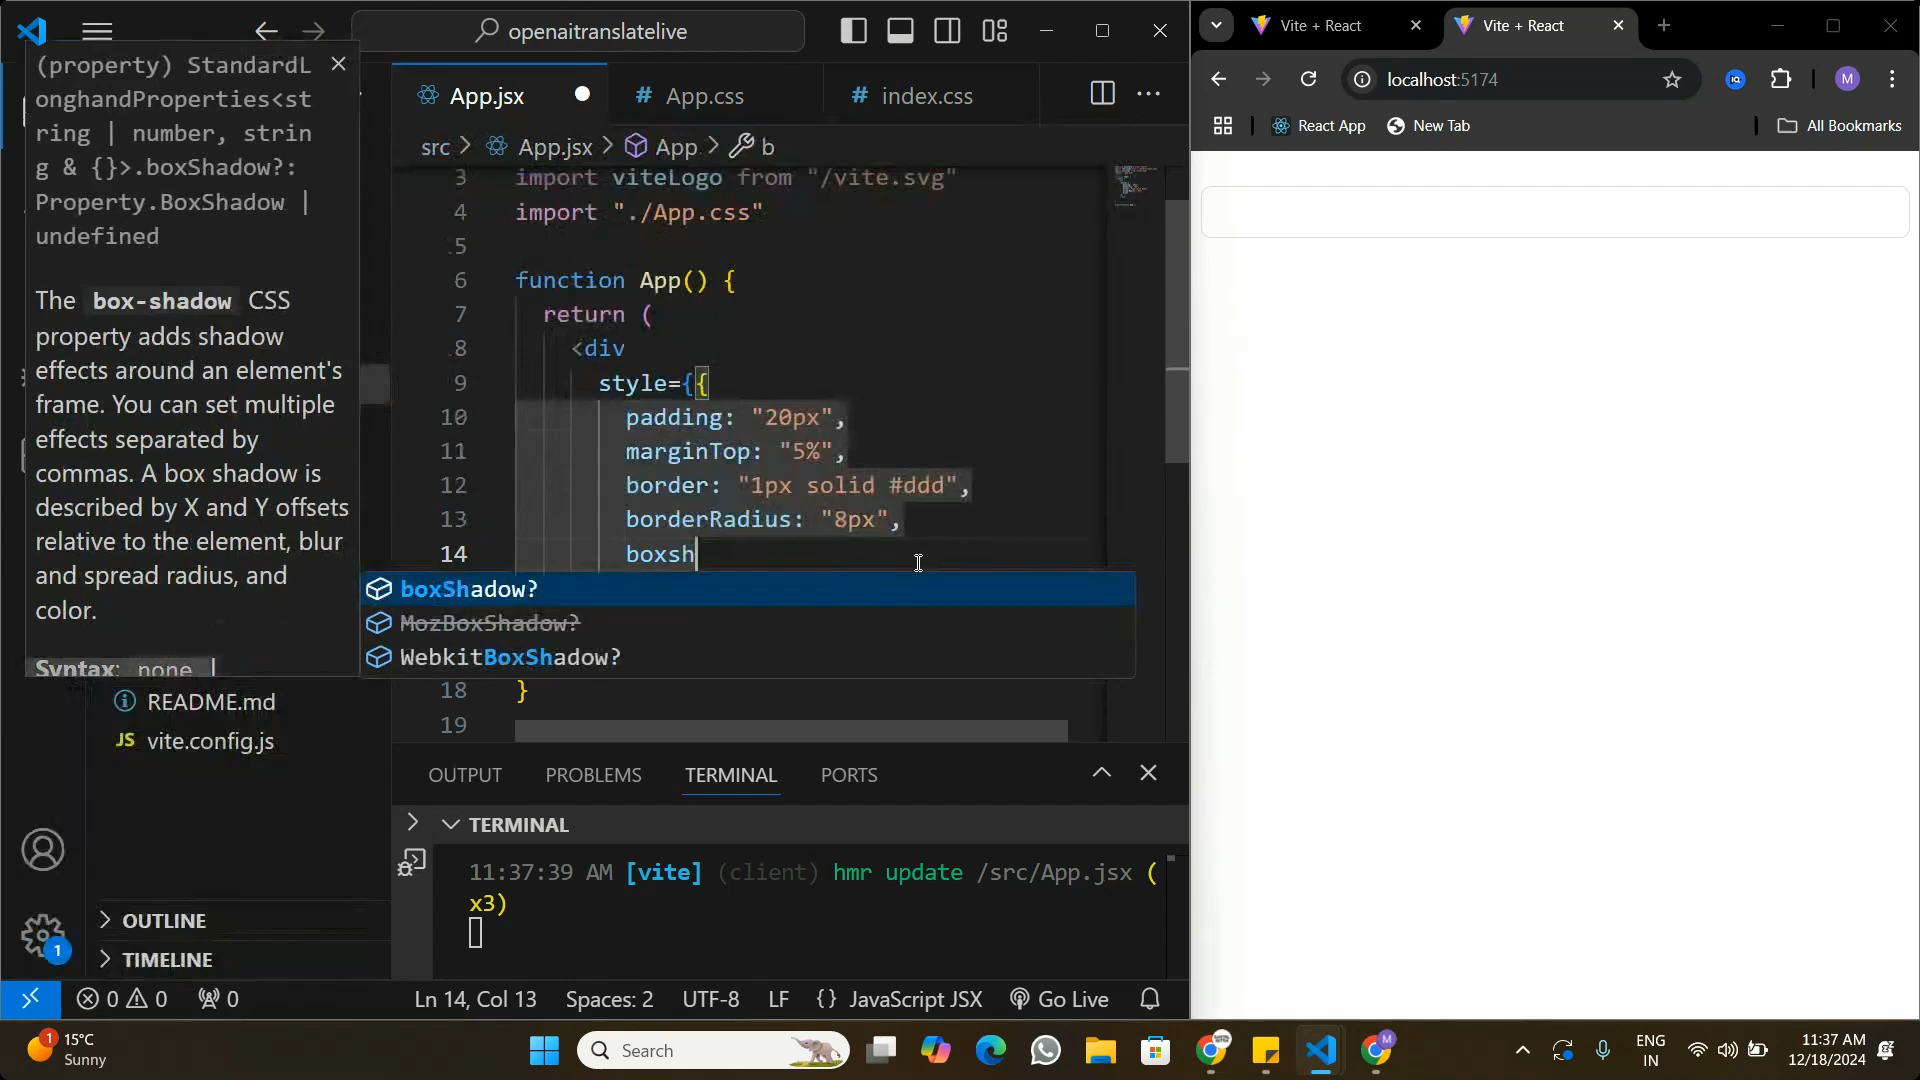 openaitranslatelive
Vite + React
Vite + React
(property) StandardL
onghandProperties<st
ring | number, strin
g & {}>.boxShadow?:
Property.BoxShadow |
undefined
The box-shadow CSS
property adds shadow
effects around an element's
frame. You can set multiple
effects separated by
commas. A box shadow is
described by X and Y offsets
relative to the element, blur
and spread radius, and
color.
Syntax: none |
App.jsx
# App.css
# index.css
src > App.jsx > App > b
3 import viteLogo from "/vite.svg"
4 import "./App.css"
5
6 function App() {
7 return (
8 <div
9 style={{
10 padding: "20px",
11 marginTop: "5%",
12 border: "1px solid #ddd",
13 borderRadius: "8px",
14 boxsh
boxShadow?
MozBoxShadow?
WebkitBoxShadow?
18 }
19
README.md
JS vite.config.js
OUTLINE
TIMELINE
OUTPUT PROBLEMS TERMINAL PORTS
TERMINAL
11:37:39 AM [vite] (client) hmr update /src/App.jsx (
x3)
1
0 0 0
Ln 14, Col 13 Spaces: 2 UTF-8 LF {} JavaScript JSX Go Live
localhost:5174
M
React App
New Tab
All Bookmarks
1
15°C
Sunny
Search
M
ENG
IN
11:37 AM
12/18/2024